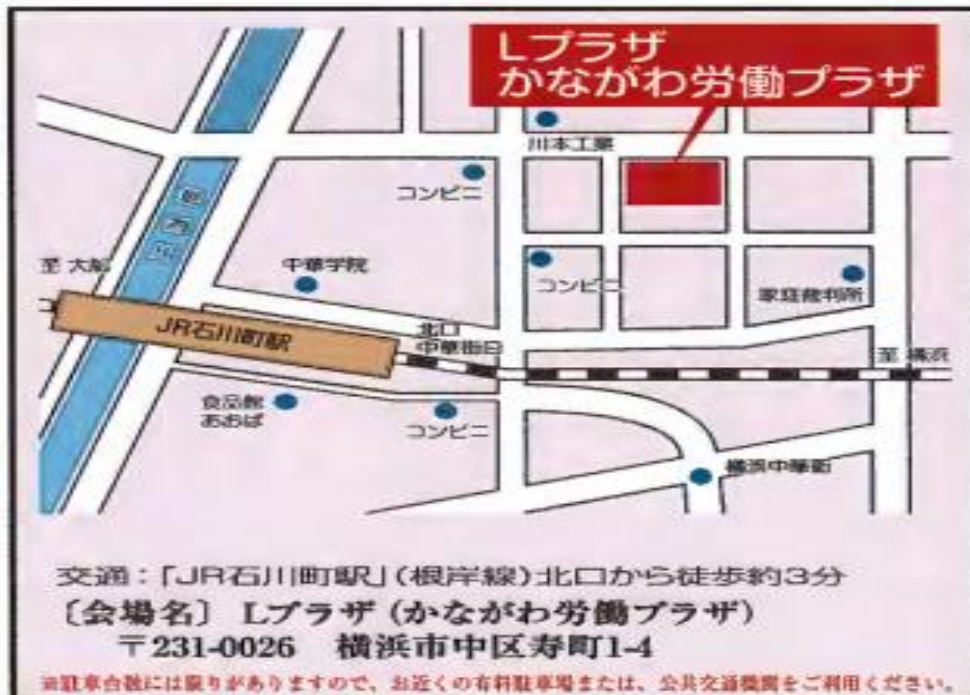 Lプラザ
かながわ労働プラザ
川本工業
コンビニ
至 大船
中華学院
コンビニ
家庭裁判所
JR石川町駅
北口
中華街口
至 横浜
食品館
あおば
コンビニ
横浜中華街
交通:「JR石川町駅」(根岸線)北口から徒歩約3分
〔会場名〕 Lプラザ(かながわ労働プラザ)
〒231-0026 横浜市中区寿町1-4
※駐車台数には限りがありますので、お近くの有料駐車場または、公共交通機関をご利用ください。